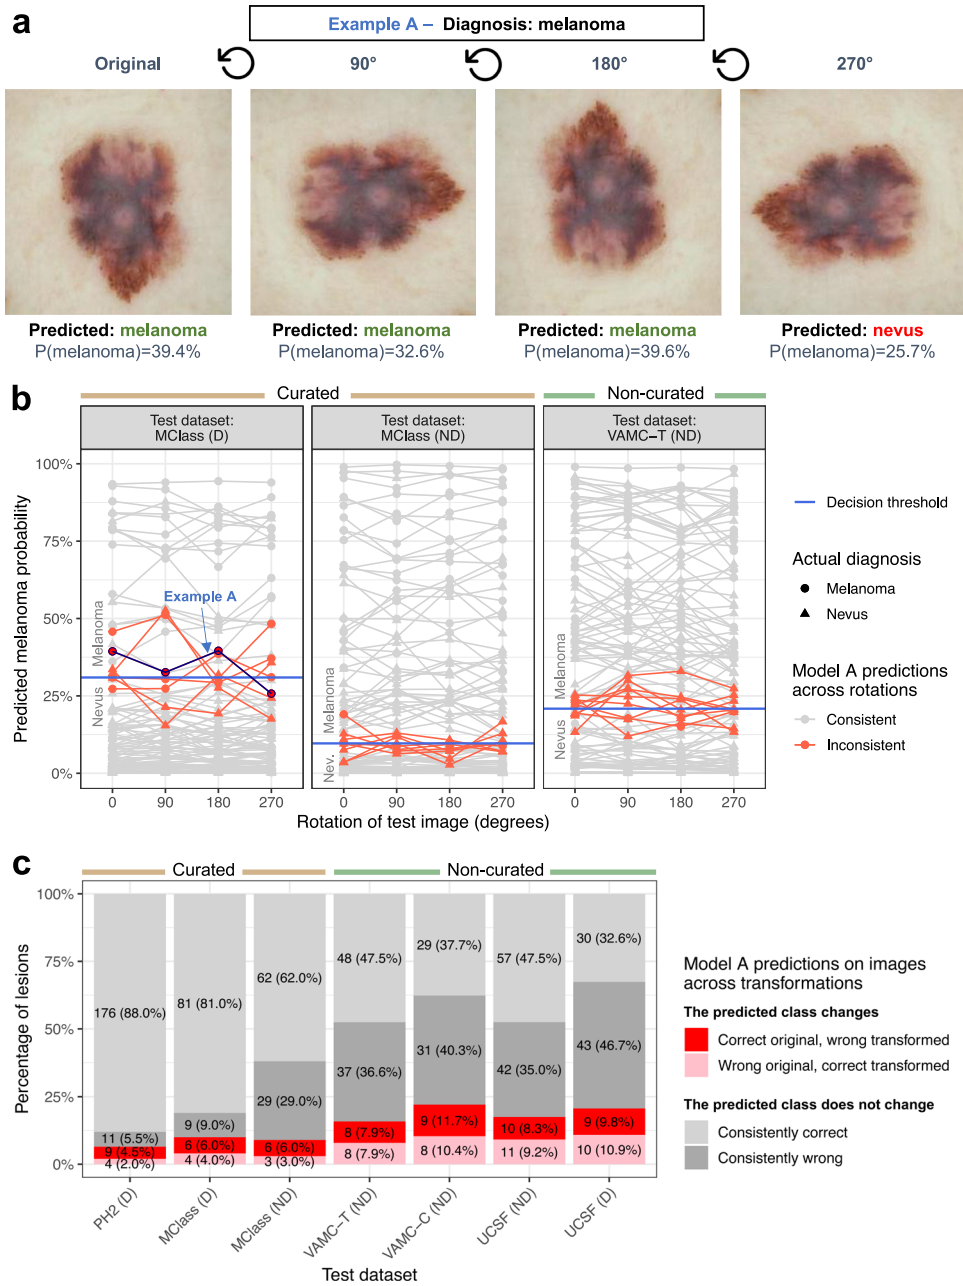 a
Example A – Diagnosis: melanoma
Original
90°
180°
270°
Predicted: melanoma
P(melanoma)=39.4%
Predicted: melanoma
P(melanoma)=32.6%
Predicted: melanoma
P(melanoma)=39.6%
Predicted: nevus
P(melanoma)=25.7%
b
Curated
Non-curated
Test dataset:
MClass (D)
Test dataset:
MClass (ND)
Test dataset:
VAMC–T (ND)
Predicted melanoma probability
100%
75%
50%
25%
0%
Example A
Melanoma
Nevus
Melanoma
Nev.
Melanoma
Nevus
0 90 180 270
0 90 180 270
0 90 180 270
Rotation of test image (degrees)
Decision threshold
Actual diagnosis
Melanoma
Nevus
Model A predictions
across rotations
Consistent
Inconsistent
c
Curated
Non-curated
Percentage of lesions
100%
75%
50%
25%
0%
176 (88.0%)
11 (5.5%)
9 (4.5%)
4 (2.0%)
81 (81.0%)
9 (9.0%)
6 (6.0%)
4 (4.0%)
62 (62.0%)
29 (29.0%)
6 (6.0%)
3 (3.0%)
48 (47.5%)
37 (36.6%)
8 (7.9%)
8 (7.9%)
29 (37.7%)
31 (40.3%)
9 (11.7%)
8 (10.4%)
57 (47.5%)
42 (35.0%)
10 (8.3%)
11 (9.2%)
30 (32.6%)
43 (46.7%)
9 (9.8%)
10 (10.9%)
PH2 (D)
MClass (D)
MClass (ND)
VAMC–T (ND)
VAMC–C (ND)
UCSF (ND)
UCSF (D)
Test dataset
Model A predictions on images
across transformations
The predicted class changes
Correct original, wrong transformed
Wrong original, correct transformed
The predicted class does not change
Consistently correct
Consistently wrong